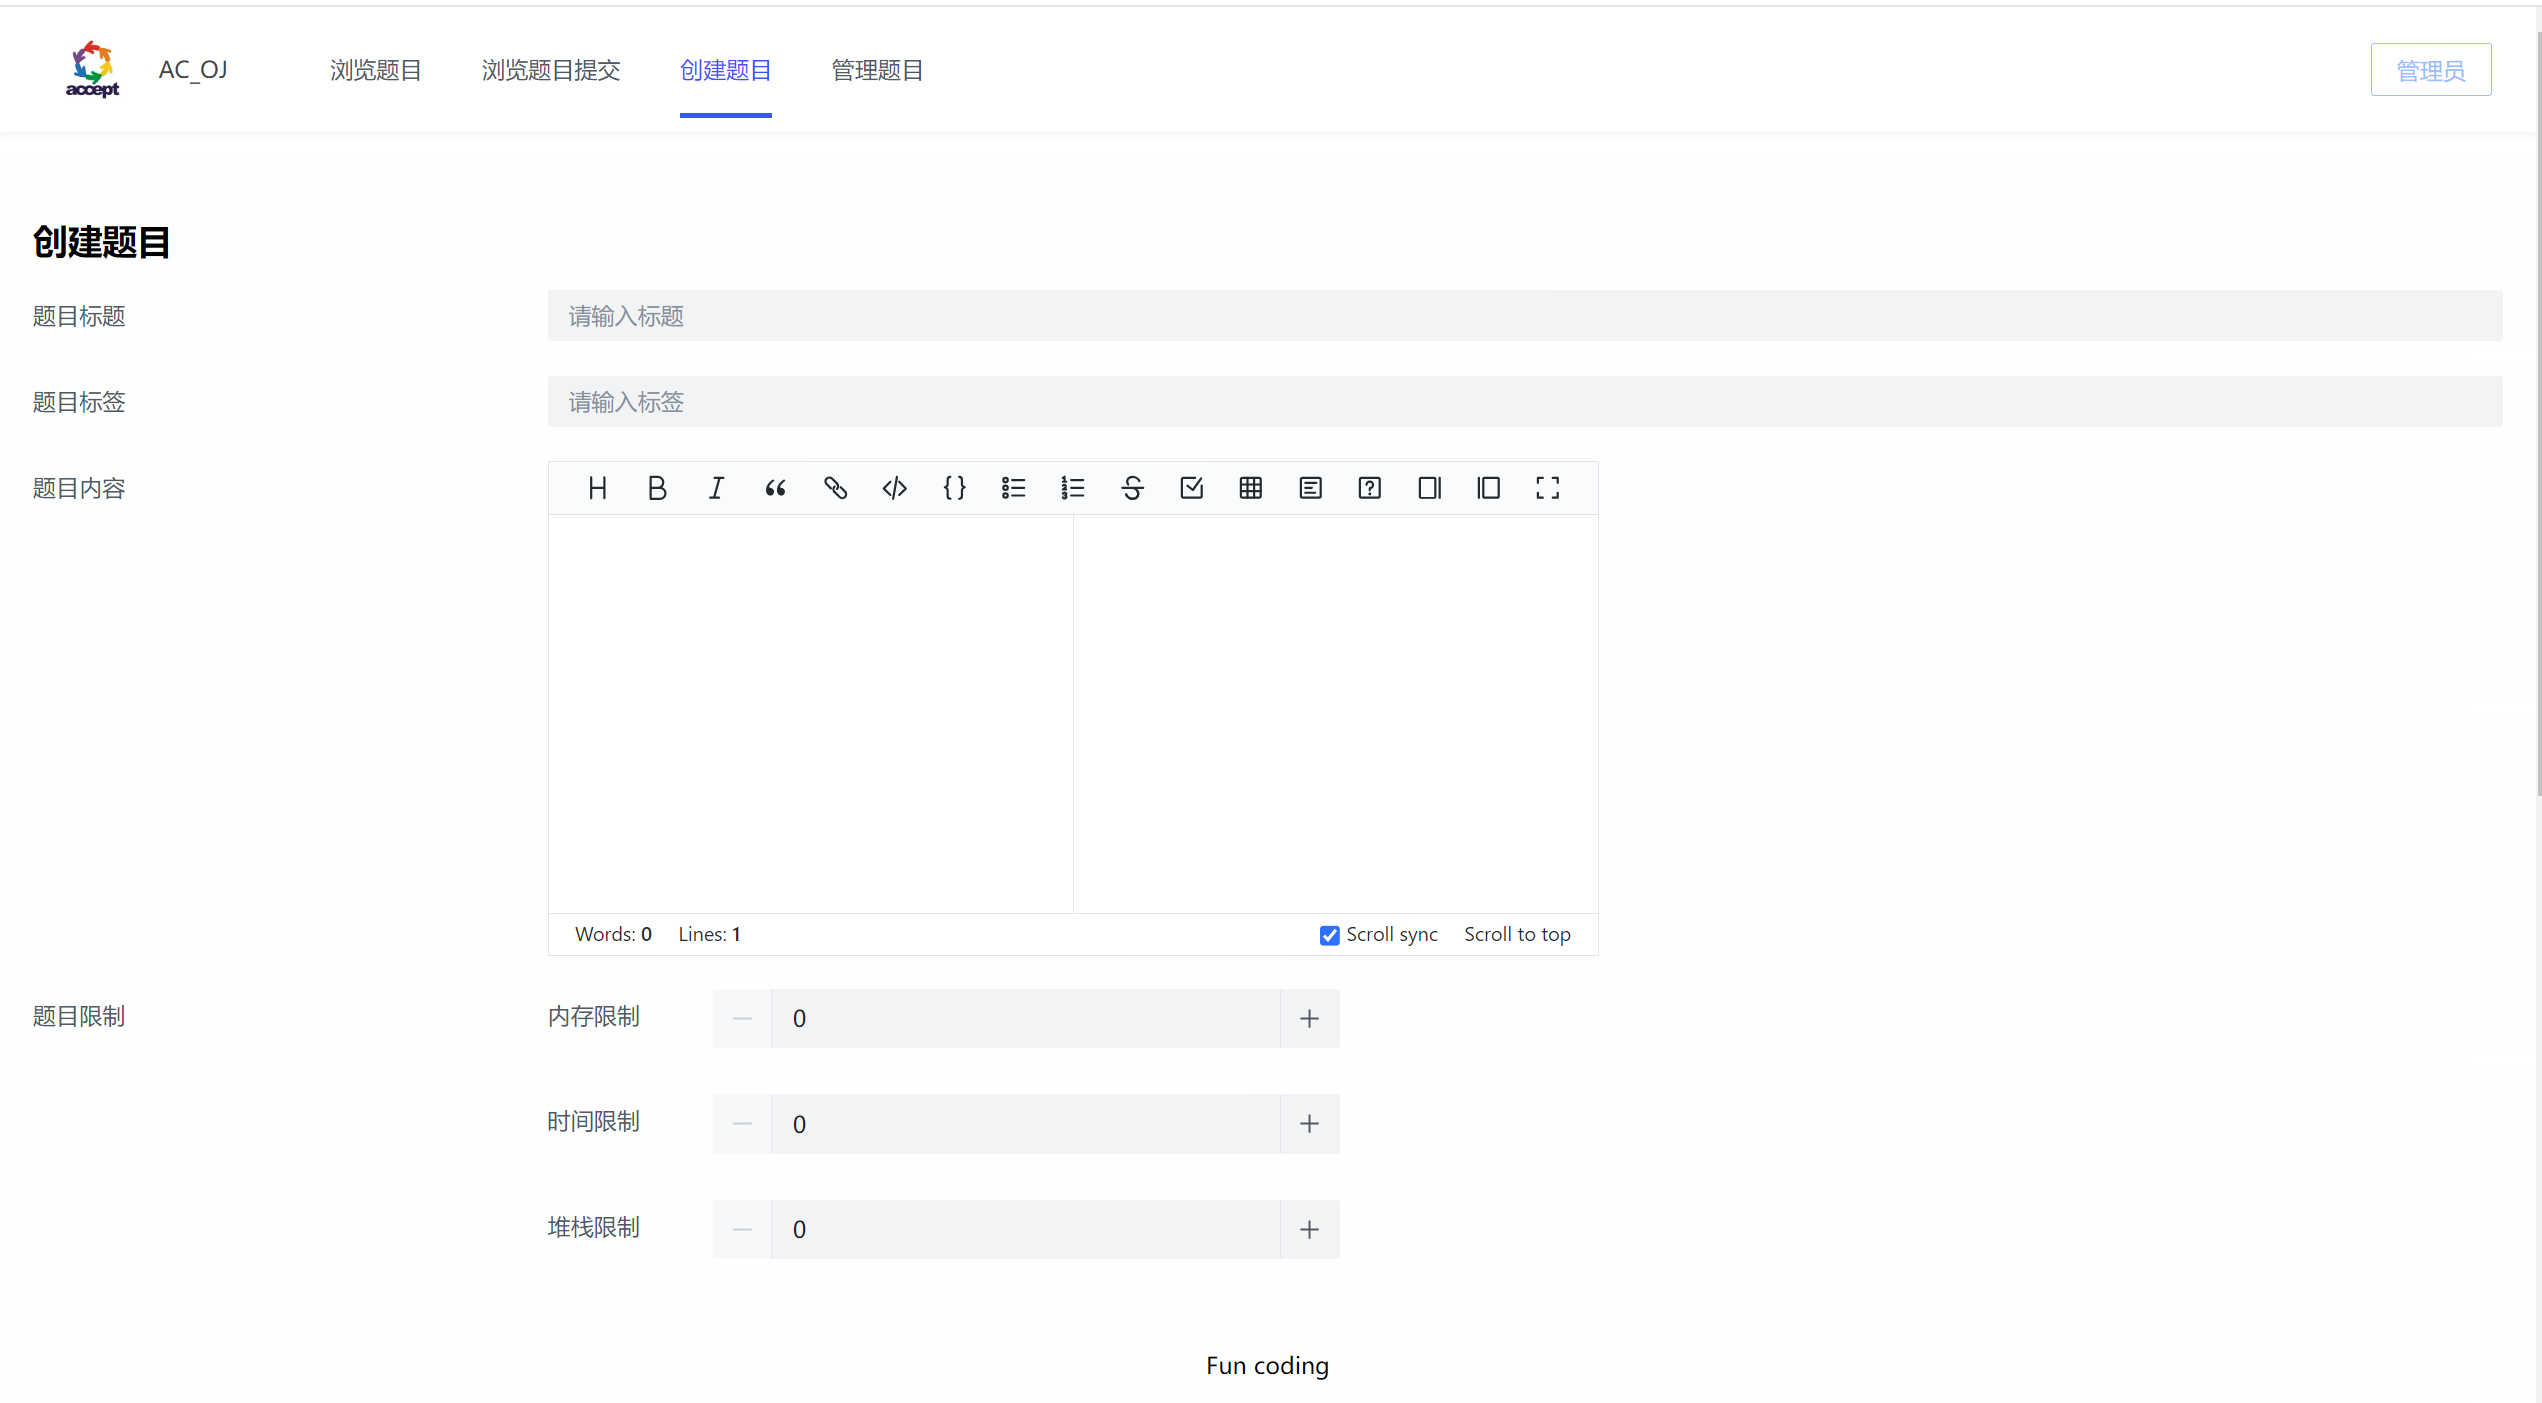 accept
AC_OJ
浏览题目
浏览题目提交
创建题目
管理题目
管理员
创建题目
题目标题
请输入标题
题目标签
请输入标签
题目内容
Words: 0
Lines: 1
Scroll sync
Scroll to top
题目限制
内存限制
0
时间限制
0
堆栈限制
0
Fun coding